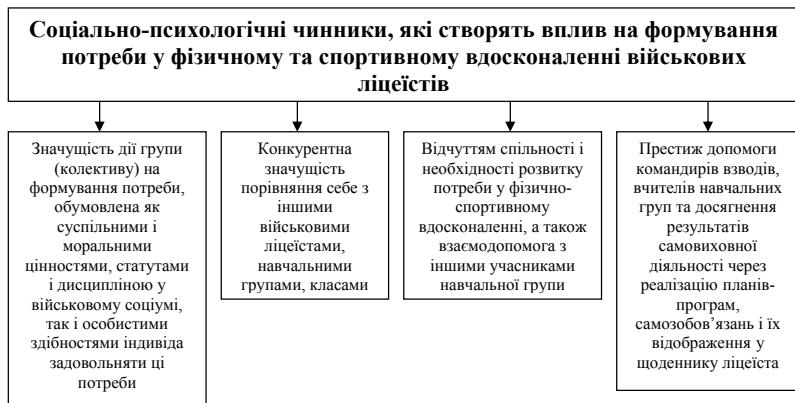 Соціально-психологічні чинники, які створять вплив на формування
потреби у фізичному та спортивному вдосконаленні військових
ліцеїстів
Значущість дії групи
(колективу) на
формування потреби,
обумовлена як
суспільними і
моральними
цінностями, статутами
і дисципліною у
військовому соціумі,
так і особистими
здібностями індивіда
задовольняти ці
потреби
Конкурентна
значущість
порівняння себе з
іншими
військовими
ліцеїстами,
навчальними
групами, класами
Відчуттям спільності і
необхідності розвитку
потреби у фізично-
спортивному
вдосконаленні, а також
взаємодопомога з
іншими учасниками
навчальної групи
Престиж допомоги
командирів взводів,
вчителів навчальних
груп та досягнення
результатів
самовиховної
діяльності через
реалізацію планів-
програм,
самозобов’язань і їх
відображення у
щоденнику ліцеїста